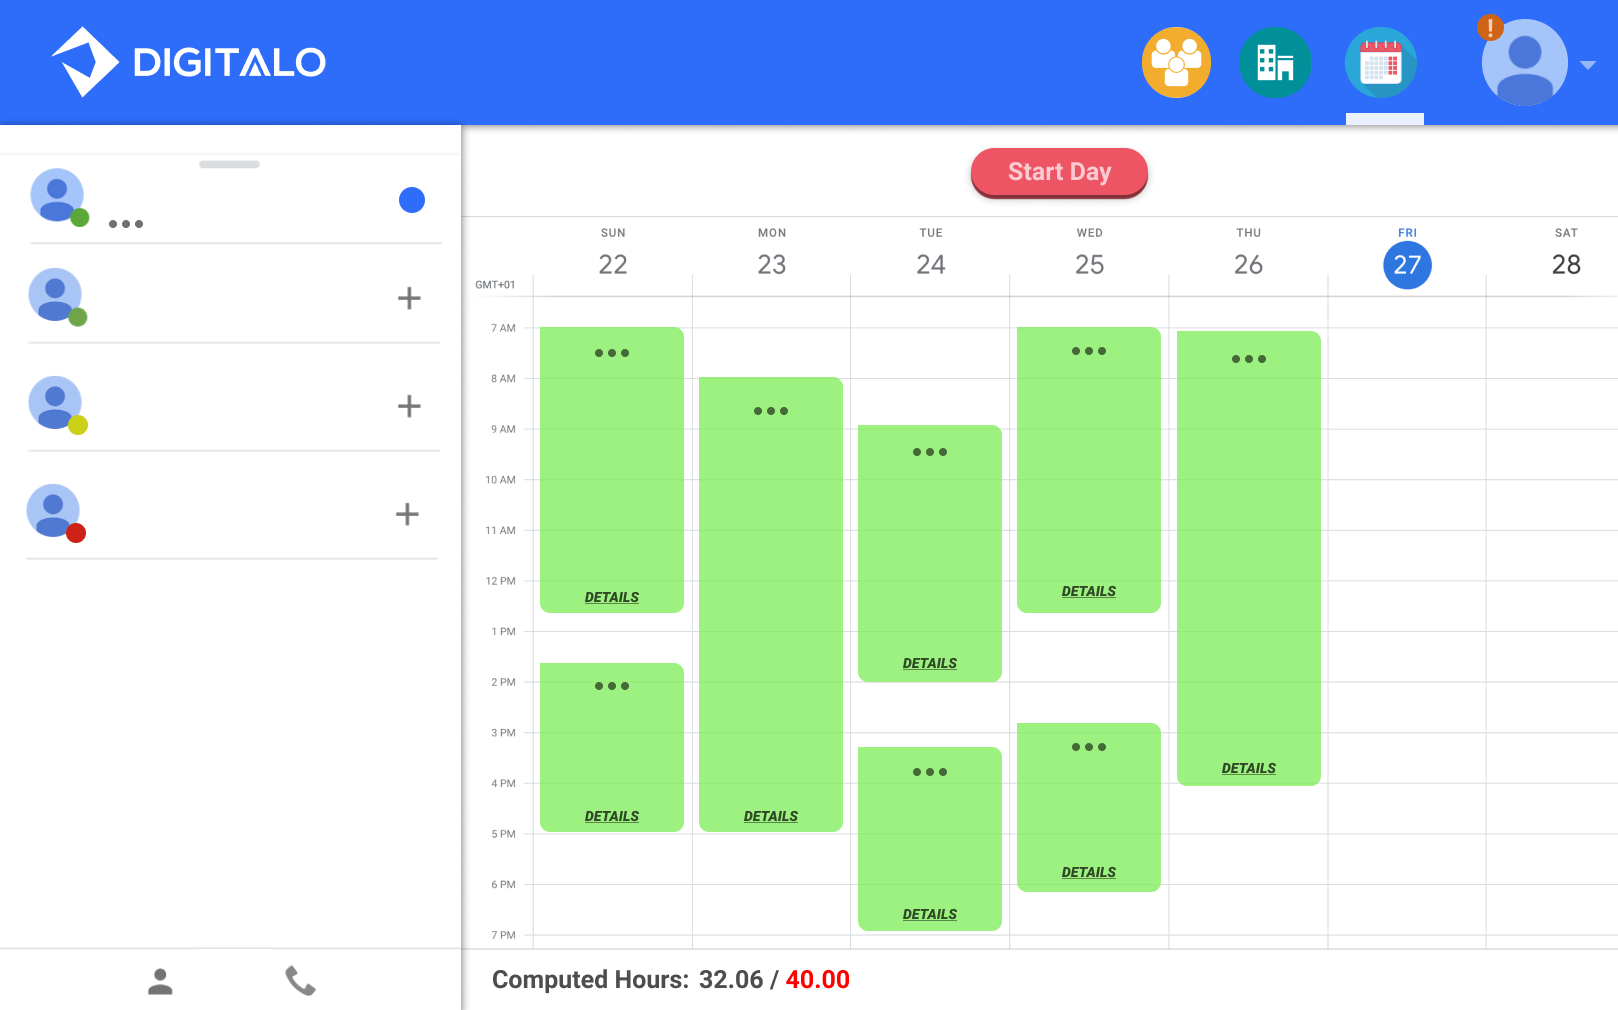 DIGITALO
!
Start Day
SUN MON TUE WED THU FRI SAT
22 23 24 25 26 27 28
GMT+01
7 AM
8 AM
9 AM
10 AM
11 AM
12 PM
DETAILS DETAILS
1 PM
DETAILS
2 PM
3 PM
DETAILS
4 PM
DETAILS DETAILS
5 PM
DETAILS
6 PM
DETAILS
7 PM
Computed Hours: 32.06 / 40.00